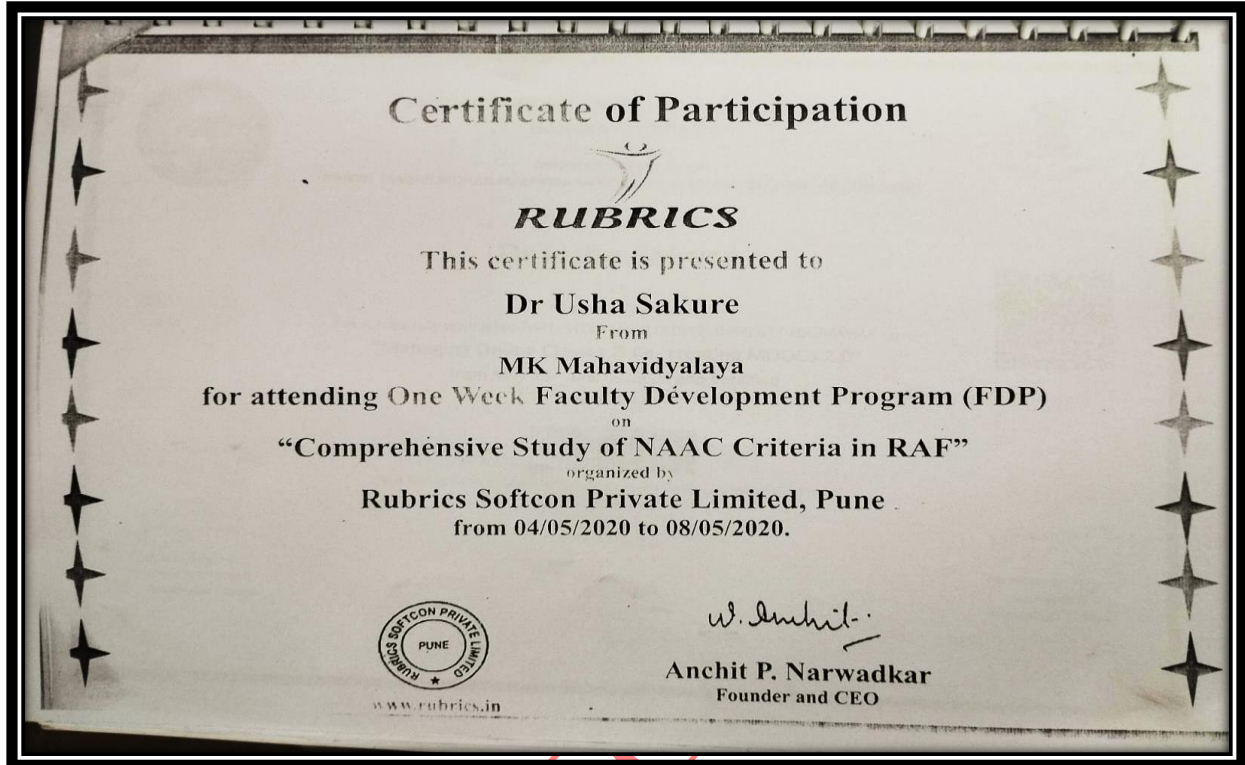 Certificate of Participation
RUBRICS
This certificate is presented to
Dr Usha Sakure
From
MK Mahavidyalaya
for attending One Week Faculty Development Program (FDP)
on
“Comprehensive Study of NAAC Criteria in RAF”
organized by
Rubrics Softcon Private Limited, Pune
from 04/05/2020 to 08/05/2020.
RUBRICS SOFTCON PRIVATE LIMITED
PUNE
www.rubrics.in
Anchit P. Narwadkar
Founder and CEO